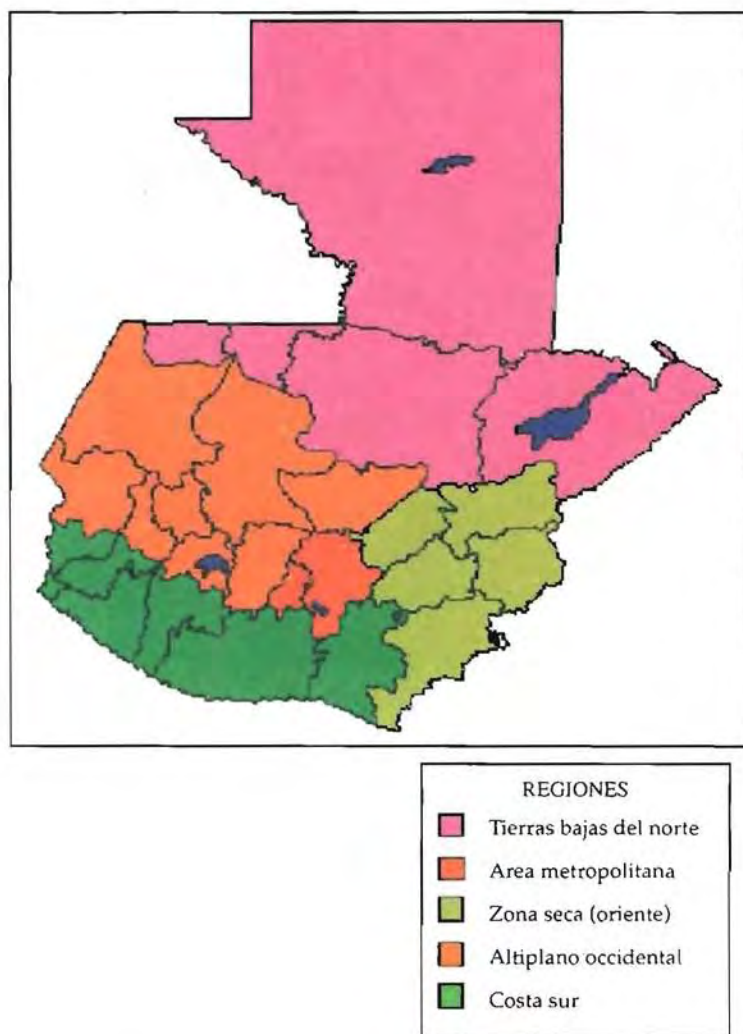 REGIONES
Tierras bajas del norte
Area metropolitana
Zona seca (oriente)
Altiplano occidental
Costa sur